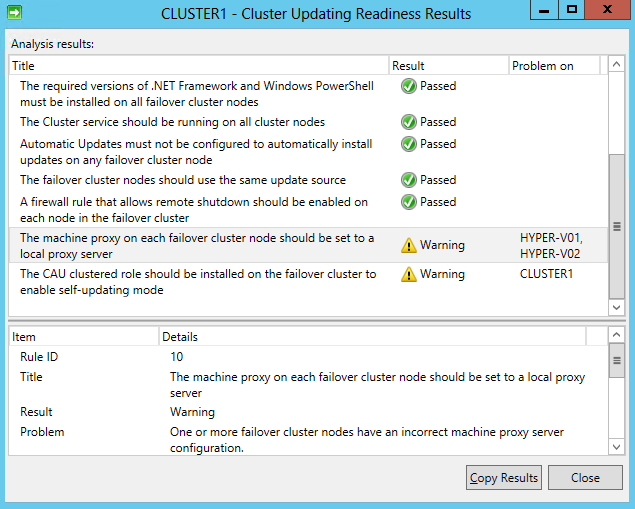 CLUSTER1 - Cluster Updating Readiness Results
Analysis results:
Title Result Problem on
The required versions of .NET Framework and Windows PowerShell
must be installed on all failover cluster nodes
Passed
The Cluster service should be running on all cluster nodes Passed
Automatic Updates must not be configured to automatically install
updates on any failover cluster node
Passed
The failover cluster nodes should use the same update source Passed
A firewall rule that allows remote shutdown should be enabled on
each node in the failover cluster
Passed
The machine proxy on each failover cluster node should be set to a
local proxy server
Warning
HYPER-V01,
HYPER-V02
The CAU clustered role should be installed on the failover cluster to
enable self-updating mode
Warning
CLUSTER1
Item Details
Rule ID 10
Title The machine proxy on each failover cluster node should be set to a local proxy
server
Result Warning
Problem One or more failover cluster nodes have an incorrect machine proxy server
configuration.
Copy Results Close